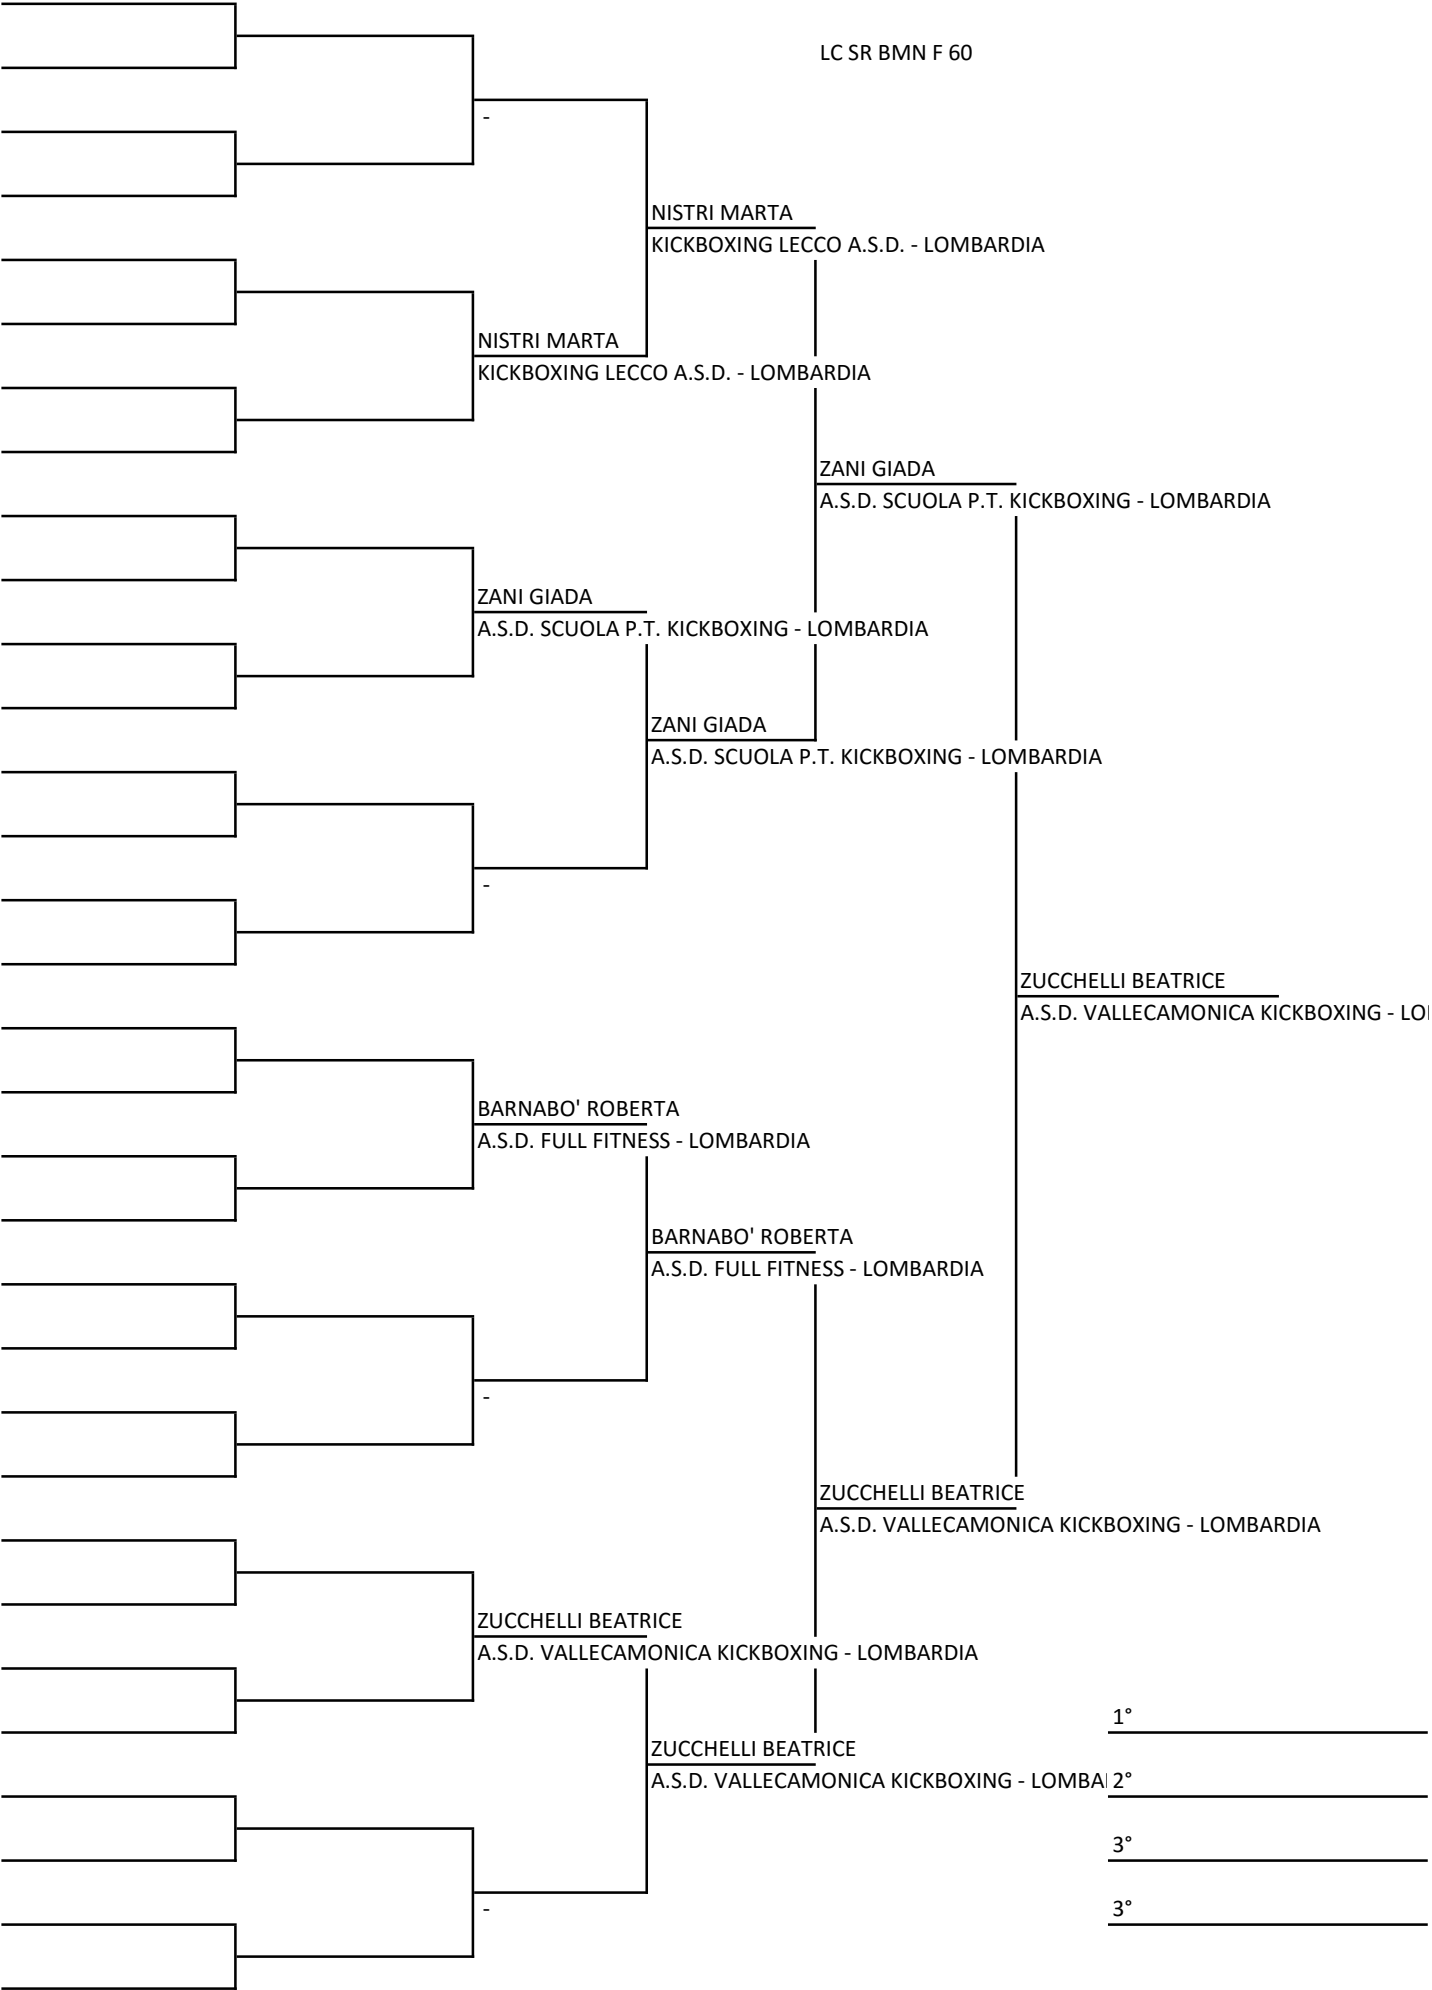 LC SR BMN F 60
-
NISTRI MARTA
KICKBOXING LECCO A.S.D. - LOMBARDIA
NISTRI MARTA
KICKBOXING LECCO A.S.D. - LOMBARDIA
ZANI GIADA
A.S.D. SCUOLA P.T. KICKBOXING - LOMBARDIA
ZANI GIADA
A.S.D. SCUOLA P.T. KICKBOXING - LOMBARDIA
ZANI GIADA
A.S.D. SCUOLA P.T. KICKBOXING - LOMBARDIA
-
ZUCCHELLI BEATRICE
A.S.D. VALLECAMONICA KICKBOXING -
BARNABO' ROBERTA
A.S.D. FULL FITNESS - LOMBARDIA
BARNABO' ROBERTA
A.S.D. FULL FITNESS - LOMBARDIA
-
ZUCCHELLI BEATRICE
A.S.D. VALLECAMONICA KICKBOXING - LOMBARDIA
ZUCCHELLI BEATRICE
A.S.D. VALLECAMONICA KICKBOXING - LOMBARDIA
1°
ZUCCHELLI BEATRICE
A.S.D. VALLECAMONICA KICKBOXING - LOMBA
2°
3°
-
3°